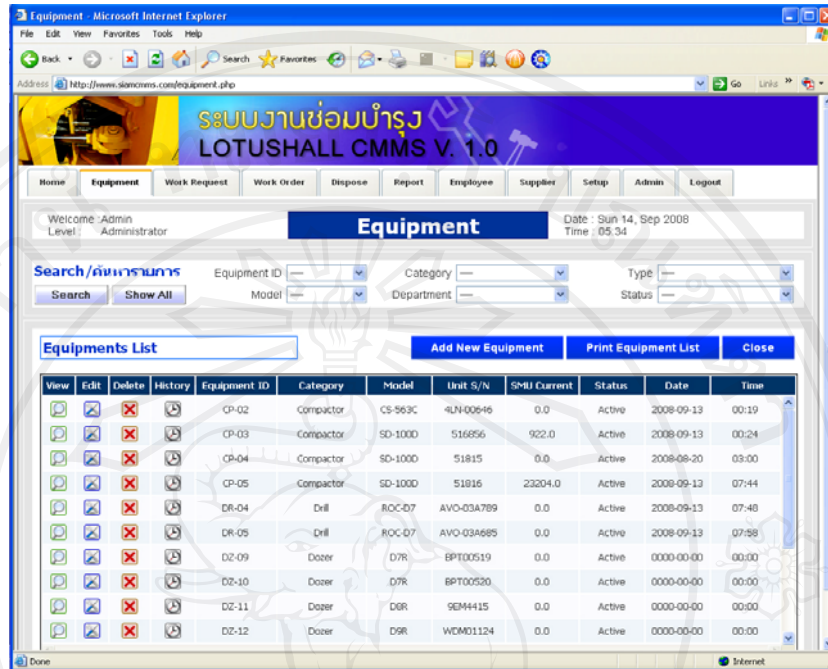 Equipment - Microsoft Internet Explorer
File Edit View Favorites Tools Help
Back Search Favorites
Address http://www.siamcmms.com/equipment.php Go Links
ระบบงานซ่อมบำรุง
LOTUSHALL CMMS V. 1.0
Home Equipment Work Request Work Order Dispose Report Employee Supplier Setup Admin Logout
Welcome :Admin
Level : Administrator
Equipment
Date : Sun 14, Sep 2008
Time : 05:34
Search/ค้นหารายการ Equipment ID Category Type
Search Show All Model Department Status
Equipments List Add New Equipment Print Equipment List Close
View Edit Delete History Equipment ID Category Model Unit S/N SMU Current Status Date Time
CP-02 Compactor CS-563C 4LN-00646 0.0 Active 2008-09-13 00:19
CP-03 Compactor SD-100D 516856 922.0 Active 2008-09-13 00:24
CP-04 Compactor SD-100D 51815 0.0 Active 2008-08-20 03:00
CP-05 Compactor SD-100D 51816 23204.0 Active 2008-09-13 07:44
DR-04 Drill ROC-D7 AVO-03A789 0.0 Active 2008-09-13 07:48
DR-05 Drill ROC-D7 AVO-03A685 0.0 Active 2008-09-13 07:58
DZ-09 Dozer D7R BPT00519 0.0 Active 0000-00-00 00:00
DZ-10 Dozer D7R BPT00520 0.0 Active 0000-00-00 00:00
DZ-11 Dozer D8R 9EM4415 0.0 Active 0000-00-00 00:00
DZ-12 Dozer D9R WDM01124 0.0 Active 0000-00-00 00:00
Done Internet